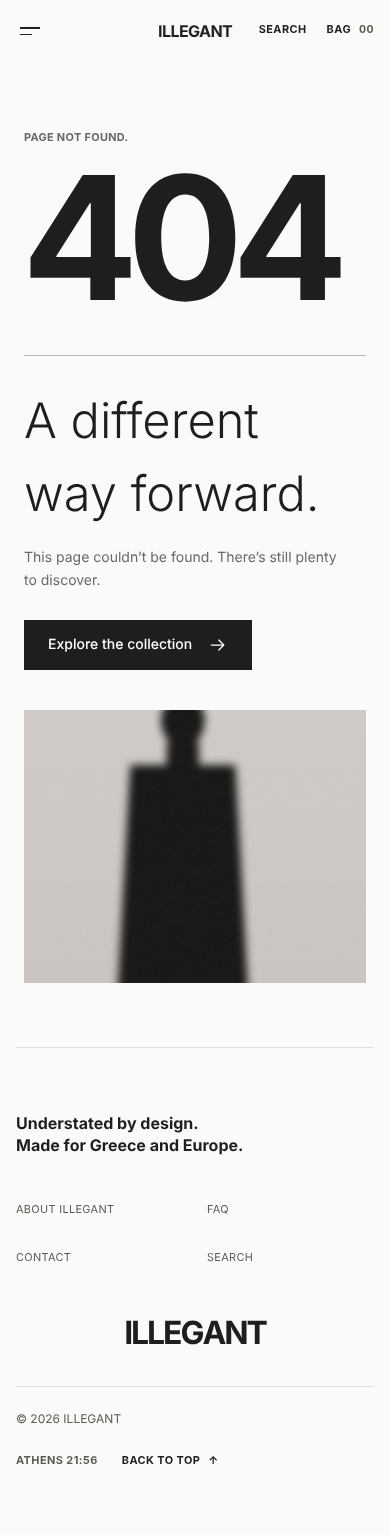 ILLEGANT SEARCH BAG 00
PAGE NOT FOUND.
404
A different
way forward.
This page couldn’t be found. There’s still plenty
to discover.
Explore the collection →
Understated by design.
Made for Greece and Europe.
ABOUT ILLEGANT FAQ
CONTACT SEARCH
ILLEGANT
© 2026 ILLEGANT
ATHENS 21:56 BACK TO TOP ↑